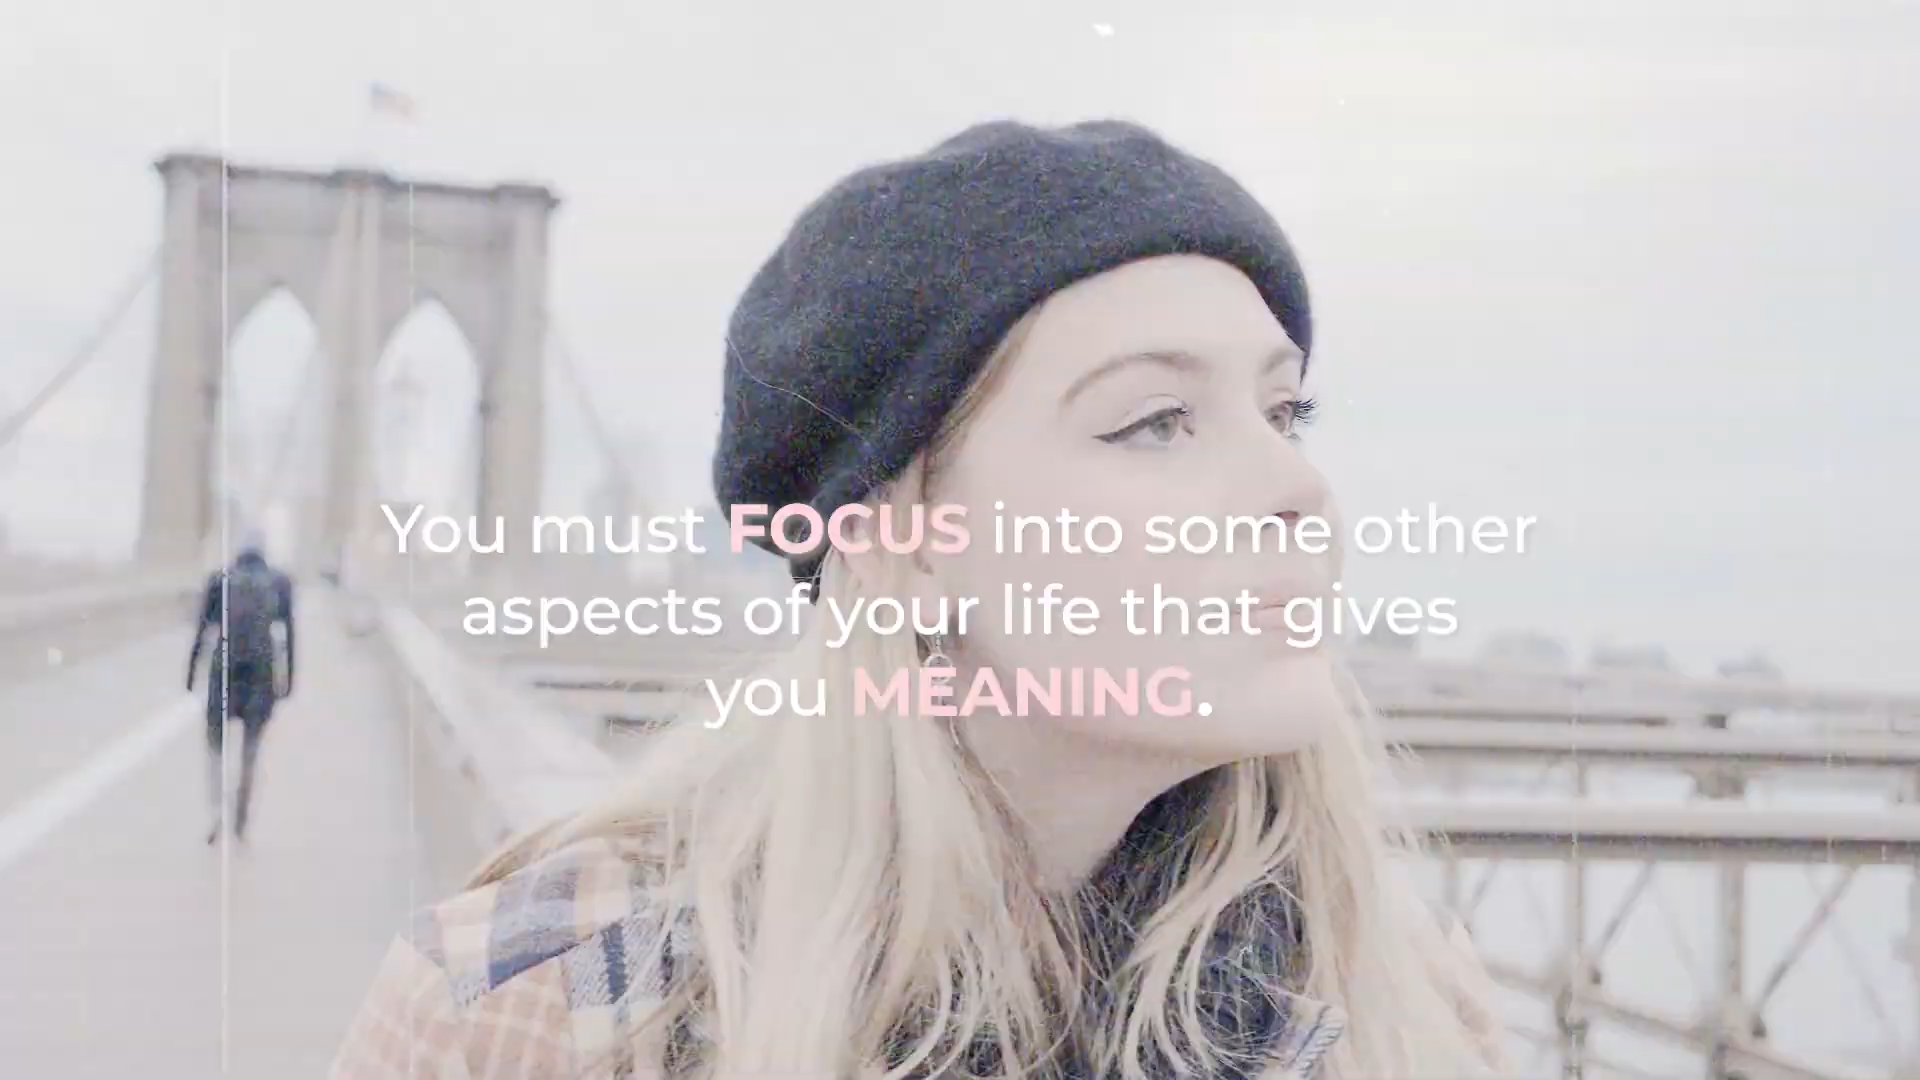 You must FOCUS into some other
aspects of your life that gives
you MEANING.